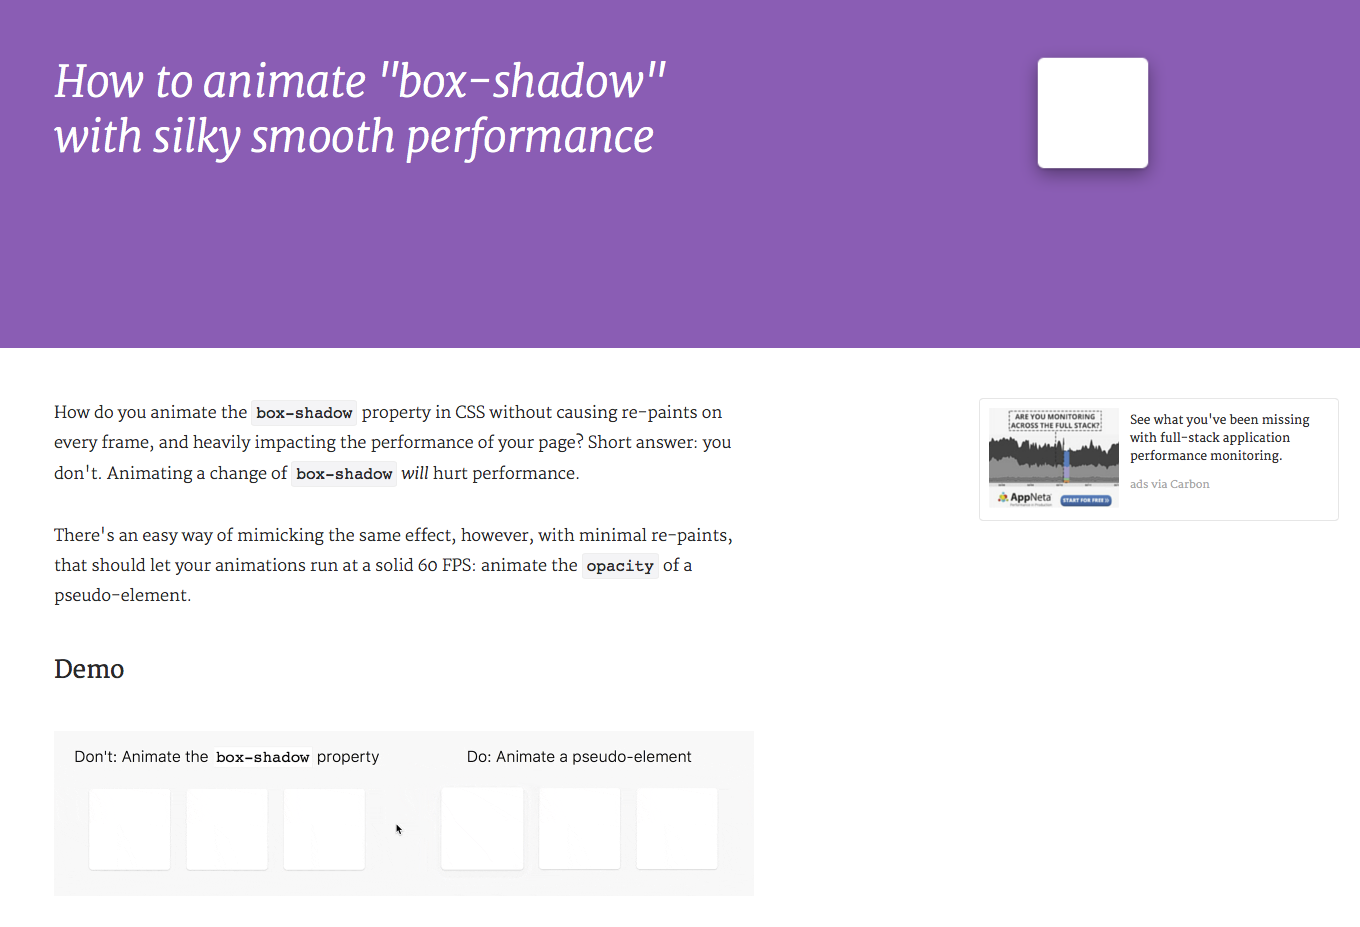 How to animate "box-shadow"
with silky smooth performance
How do you animate the box-shadow property in CSS without causing re-paints on
every frame, and heavily impacting the performance of your page? Short answer: you
don't. Animating a change of box-shadow will hurt performance.
There's an easy way of mimicking the same effect, however, with minimal re-paints,
that should let your animations run at a solid 60 FPS: animate the opacity of a
pseudo-element.
Demo
Don't: Animate the box-shadow property
Do: Animate a pseudo-element
ARE YOU MONITORING
ACROSS THE FULL STACK?
AppNeta
START FOR FREE
See what you've been missing
with full-stack application
performance monitoring.
ads via Carbon